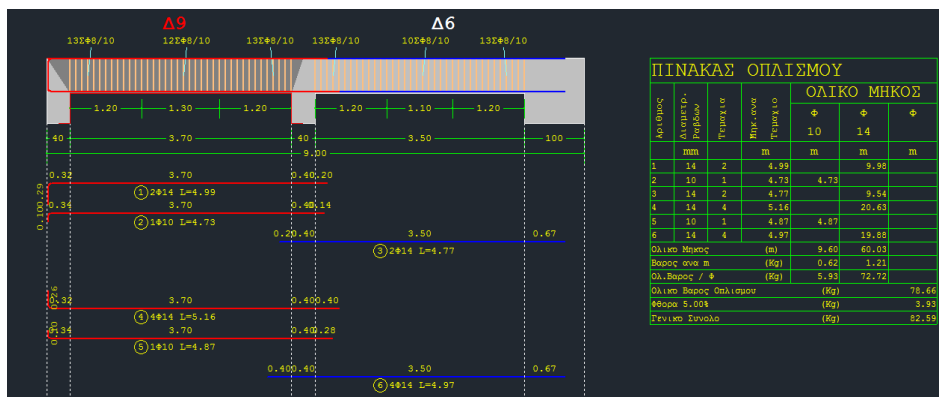 Δ9 Δ6
13ΣΦ8/10 12ΣΦ8/10 13ΣΦ8/10 13ΣΦ8/10 10ΣΦ8/10 13ΣΦ8/10
1.20 1.30 1.20 1.20 1.10 1.20
40 3.70 40 3.50 100
9.00
0.32 3.70 0.40 0.20
1 2Φ14 L=4.99
0.10 0.29
0.34 3.70 0.40 0.14
2 1Φ10 L=4.73
0.20 0.40 3.50 0.67
3 2Φ14 L=4.77
0.32 3.70 0.40 0.40
4 4Φ14 L=5.16
0.34 3.70 0.40 0.28
5 1Φ10 L=4.87
0.40 0.40 3.50 0.67
6 4Φ14 L=4.97
ΠΙΝΑΚΑΣ ΟΠΛΙΣΜΟΥ
Αριθμος Διαμετρ. Ραβδων Τεμαχια Μηκ.ανα Τεμαχιο ΟΛΙΚΟ ΜΗΚΟΣ
Φ Φ Φ
10 14
mm m m m m
1 14 2 4.99 9.98
2 10 1 4.73 4.73
3 14 2 4.77 9.54
4 14 4 5.16 20.63
5 10 1 4.87 4.87
6 14 4 4.97 19.88
Ολικο Μηκος (m) 9.60 60.03
Βαρος ανα m (Kg) 0.62 1.21
Ολ.Βαρος / Φ (Kg) 5.93 72.72
Ολικο Βαρος Οπλισμου (Kg) 78.66
Φθορα 5.00% (Kg) 3.93
Γενικο Συνολο (Kg) 82.59